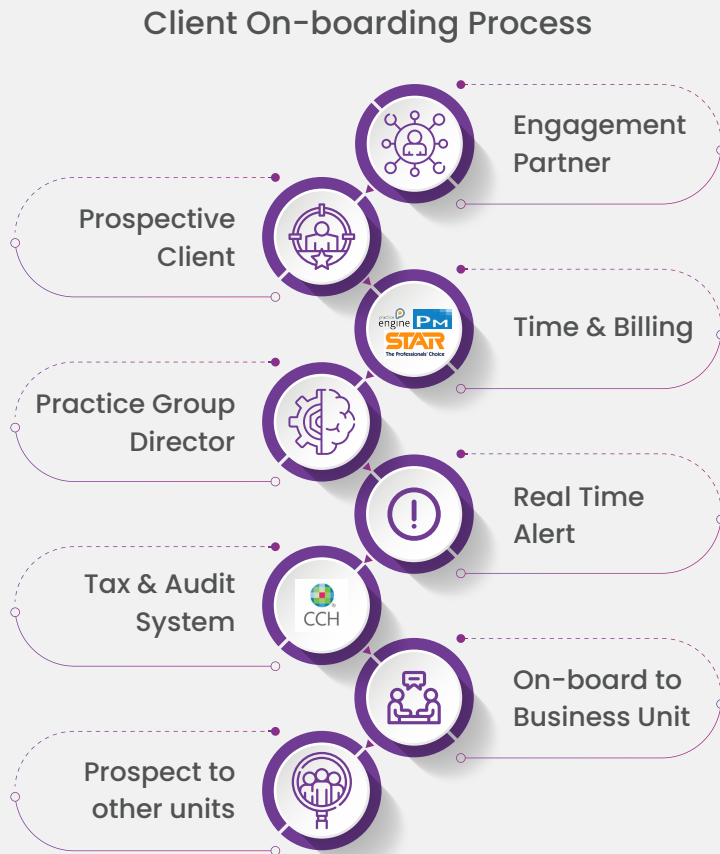 Client On-boarding Process
Engagement
Partner
Prospective
Client
practice
engine PM
STAR
The Professionals' Choice
Time & Billing
Practice Group
Director
Real Time
Alert
Tax & Audit
System
CCH
®
On-board to
Business Unit
Prospect to
other units